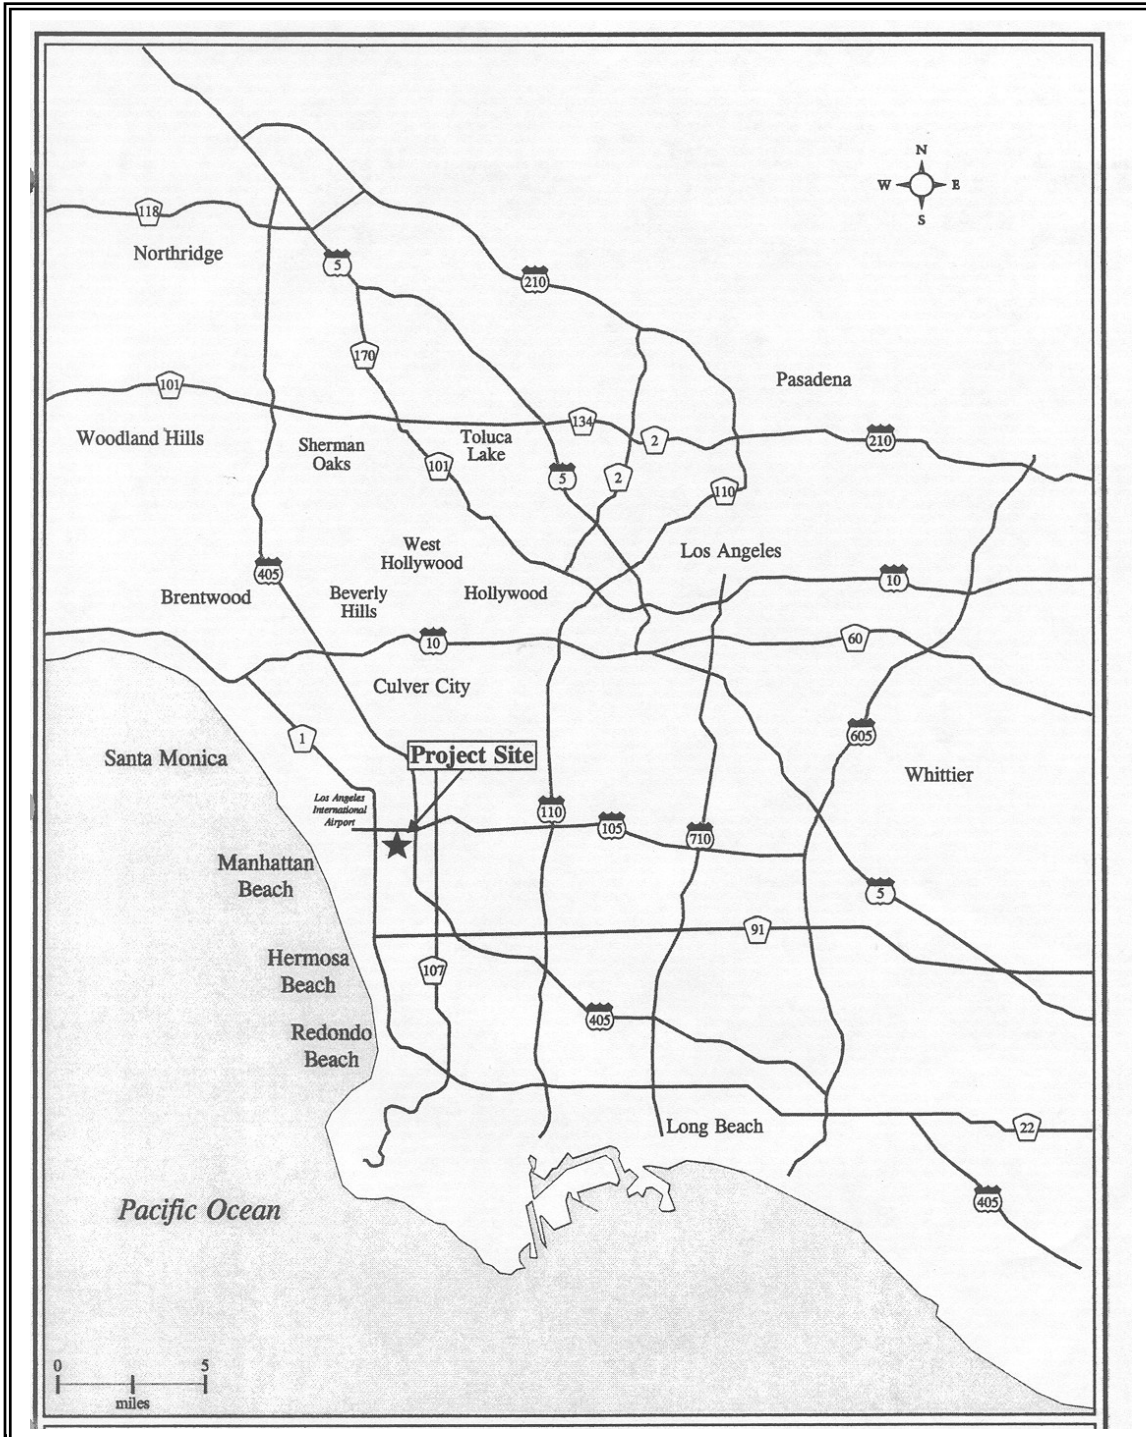 N
W E
S
118
Northridge
5
210
170
Pasadena
101
134
2
210
Woodland Hills
Sherman
Oaks
Toluca
Lake
101
5
2
110
West
Hollywood
Los Angeles
405
10
Brentwood
Beverly
Hills
Hollywood
10
60
Culver City
1
605
Santa Monica
Project Site
Whittier
Los Angeles
International
Airport
110
105
710
Manhattan
Beach
5
91
Hermosa
Beach
107
405
Redondo
Beach
Long Beach
22
405
Pacific Ocean
0 5
miles